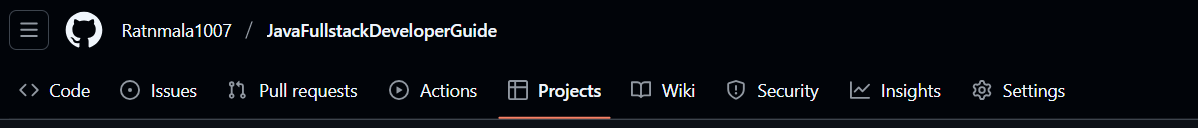 Ratnmala1007 / JavaFullstackDeveloperGuide
Code Issues Pull requests Actions Projects Wiki Security Insights Settings